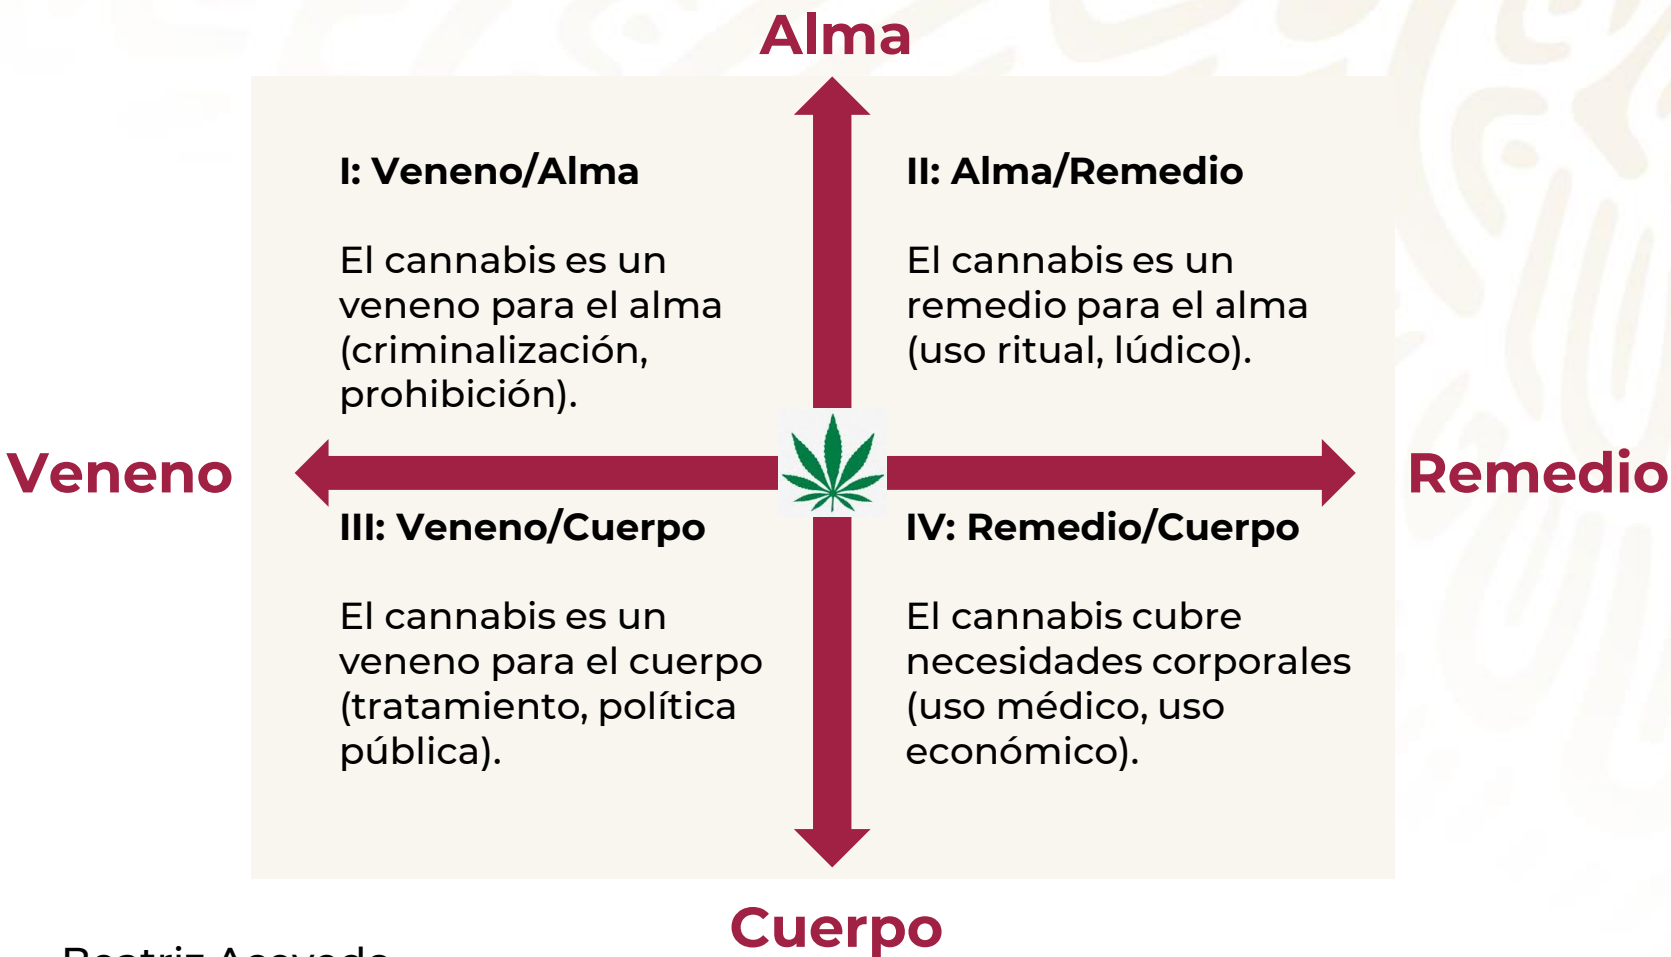 Alma
I: Veneno/Alma
El cannabis es un
veneno para el alma
(criminalización,
prohibición).
II: Alma/Remedio
El cannabis es un
remedio para el alma
(uso ritual, lúdico).
Veneno
Remedio
III: Veneno/Cuerpo
El cannabis es un
veneno para el cuerpo
(tratamiento, política
pública).
IV: Remedio/Cuerpo
El cannabis cubre
necesidades corporales
(uso médico, uso
económico).
Cuerpo
Beatriz Acevedo